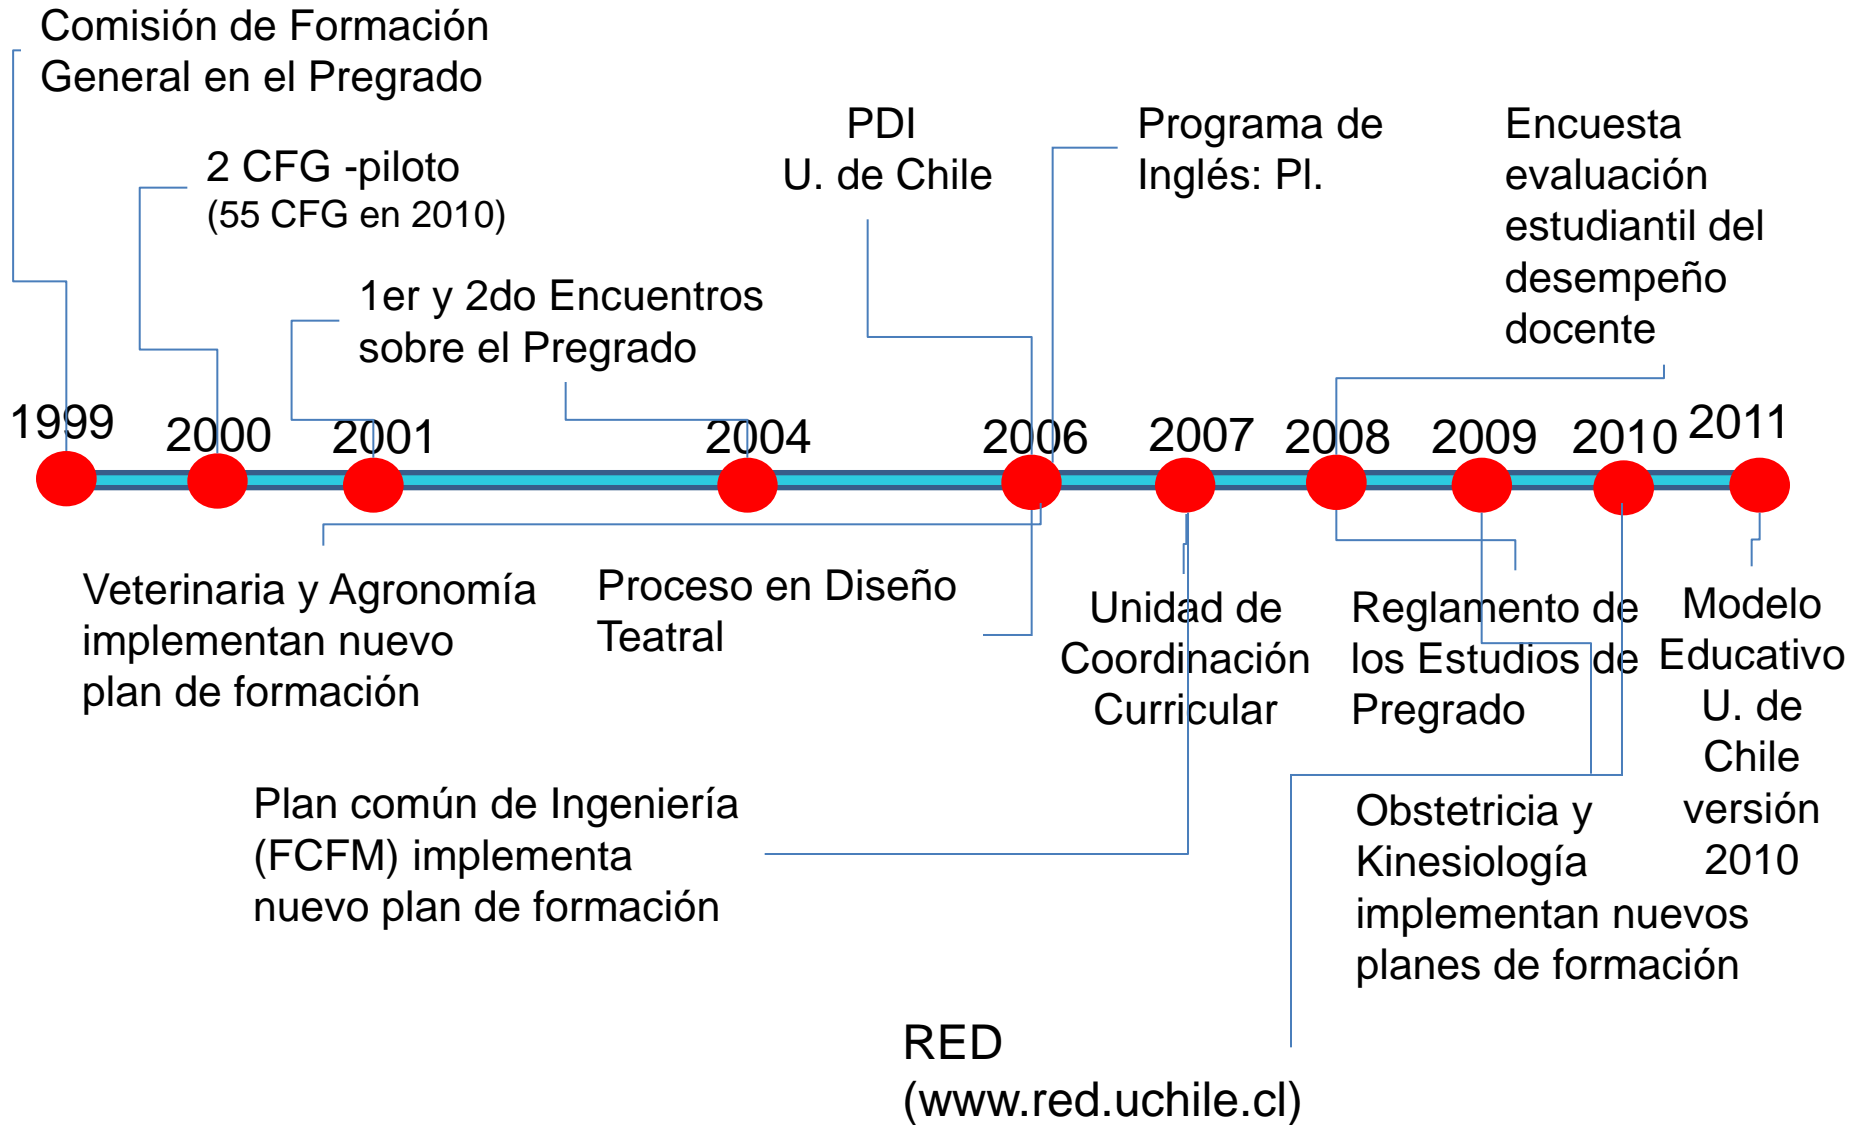 Comisión de Formación
General en el Pregrado
2 CFG -piloto
(55 CFG en 2010)
1er y 2do Encuentros
sobre el Pregrado
PDI
U. de Chile
Programa de
Inglés: Pl.
Encuesta
evaluación
estudiantil del
desempeño
docente
1999
2000
2001
2004
2006
2007
2008
2009
2010
2011
Veterinaria y Agronomía
implementan nuevo
plan de formación
Proceso en Diseño
Teatral
Unidad de
Coordinación
Curricular
Reglamento de
los Estudios de
Pregrado
Modelo
Educativo
U. de
Chile
versión
2010
Plan común de Ingeniería
(FCFM) implementa
nuevo plan de formación
Obstetricia y
Kinesiología
implementan nuevos
planes de formación
RED
(www.red.uchile.cl)